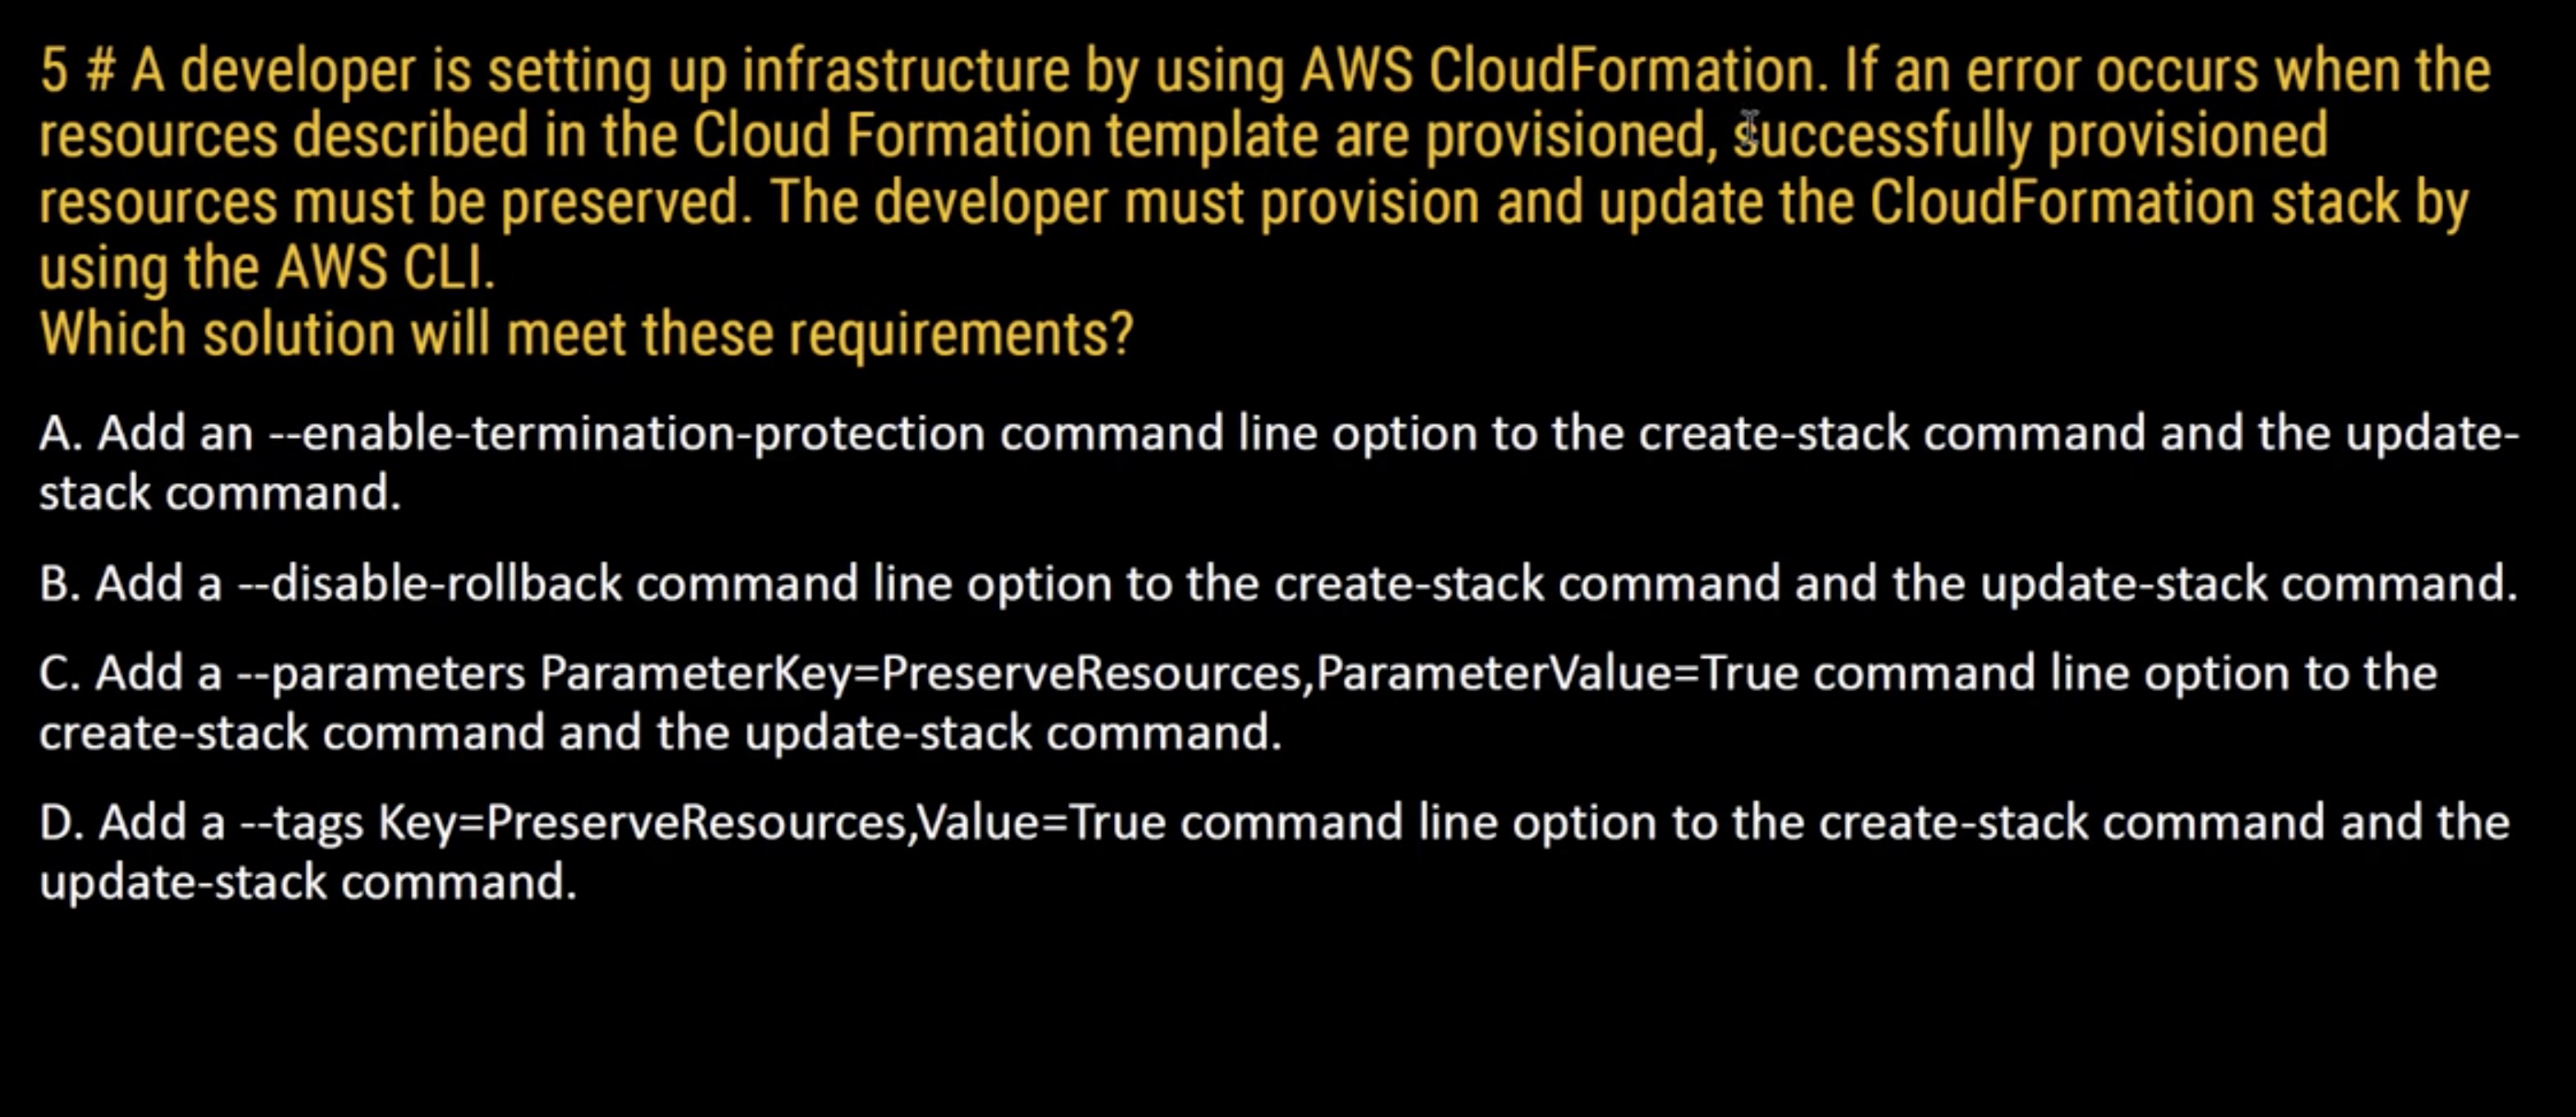 5 # A developer is setting up infrastructure by using AWS CloudFormation. If an error occurs when the
resources described in the Cloud Formation template are provisioned, successfully provisioned
resources must be preserved. The developer must provision and update the CloudFormation stack by
using the AWS CLI.
Which solution will meet these requirements?
A. Add an --enable-termination-protection command line option to the create-stack command and the update-
stack command.
B. Add a --disable-rollback command line option to the create-stack command and the update-stack command.
C. Add a --parameters ParameterKey=PreserveResources,ParameterValue=True command line option to the
create-stack command and the update-stack command.
D. Add a --tags Key=PreserveResources,Value=True command line option to the create-stack command and the
update-stack command.